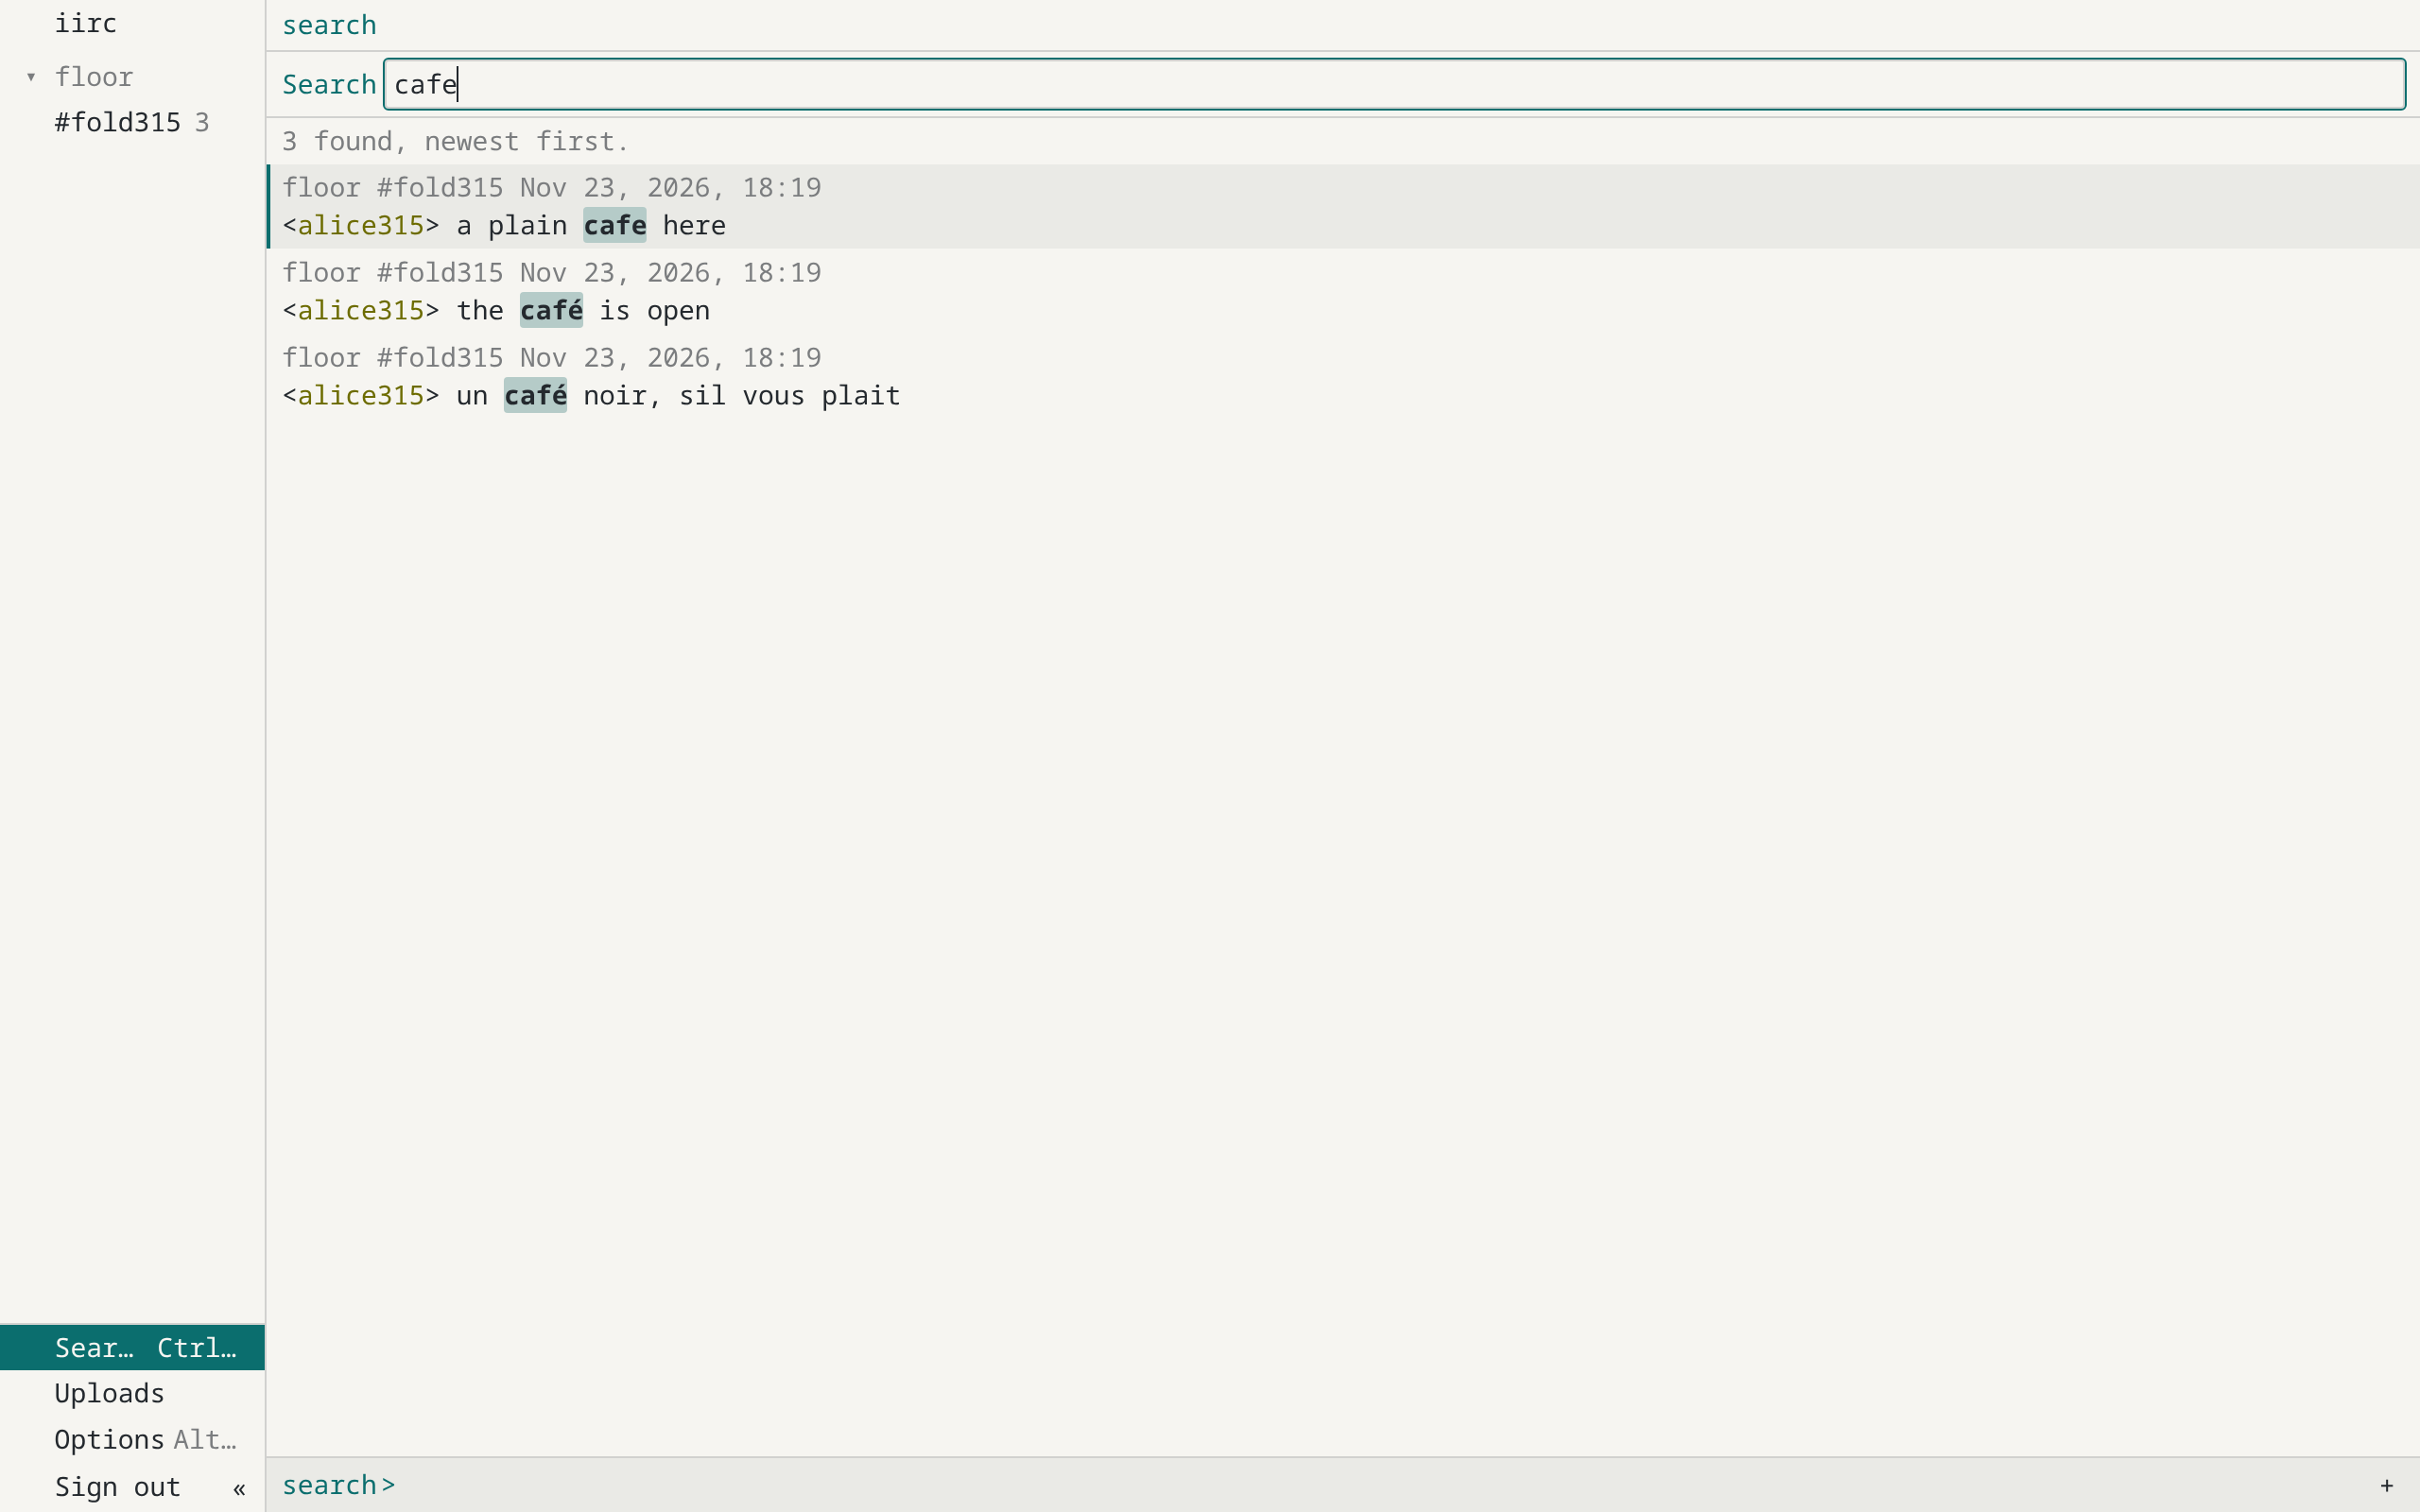 iirc
▾ floor
#fold315 3
Sear… Ctrl…
Uploads
Options Alt…
Sign out «
search
Search cafe
3 found, newest first.
floor #fold315 Nov 23, 2026, 18:19
<alice315> a plain cafe here
floor #fold315 Nov 23, 2026, 18:19
<alice315> the café is open
floor #fold315 Nov 23, 2026, 18:19
<alice315> un café noir, sil vous plait
search> +